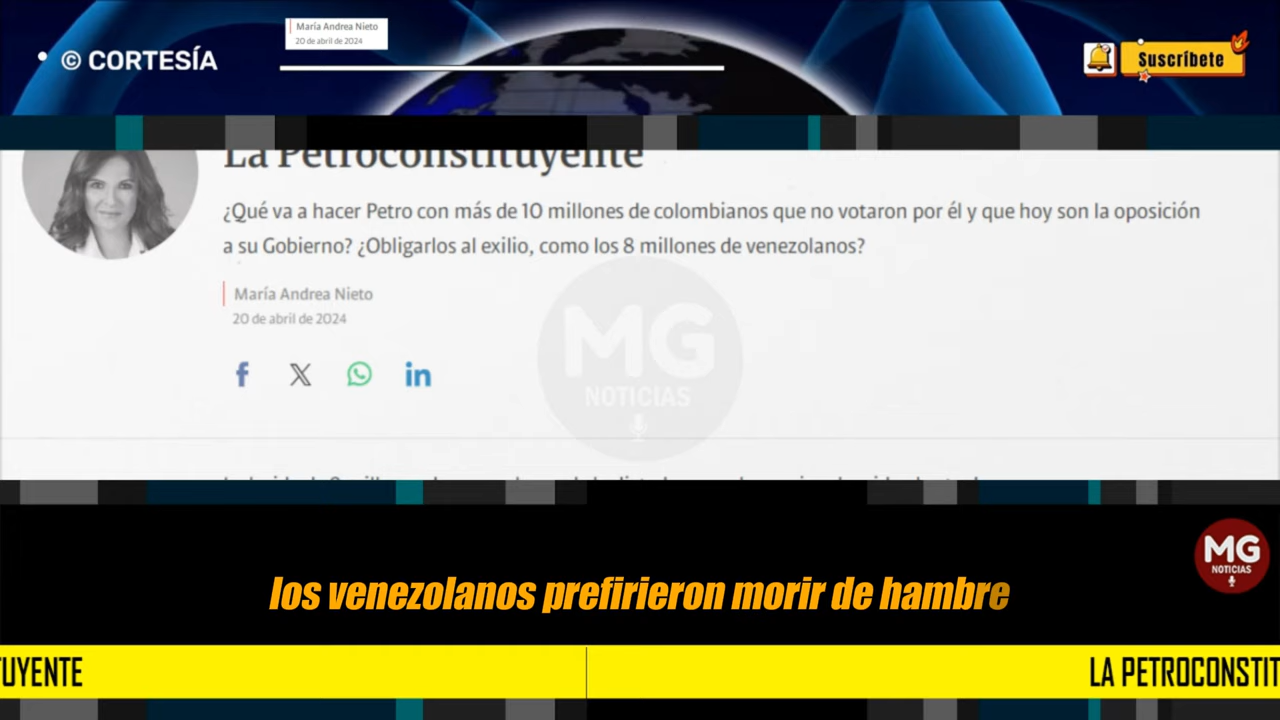 María Andrea Nieto
20 de abril de 2024
© CORTESÍA
Suscríbete
La Petroconstituyente
¿Qué va a hacer Petro con más de 10 millones de colombianos que no votaron por él y que hoy son la oposición
a su Gobierno? ¿Obligarlos al exilio, como los 8 millones de venezolanos?
María Andrea Nieto
20 de abril de 2024
MG
NOTICIAS
MG
NOTICIAS
los venezolanos prefirieron morir de hambre
TUYENTE
LA PETROCONSTIT